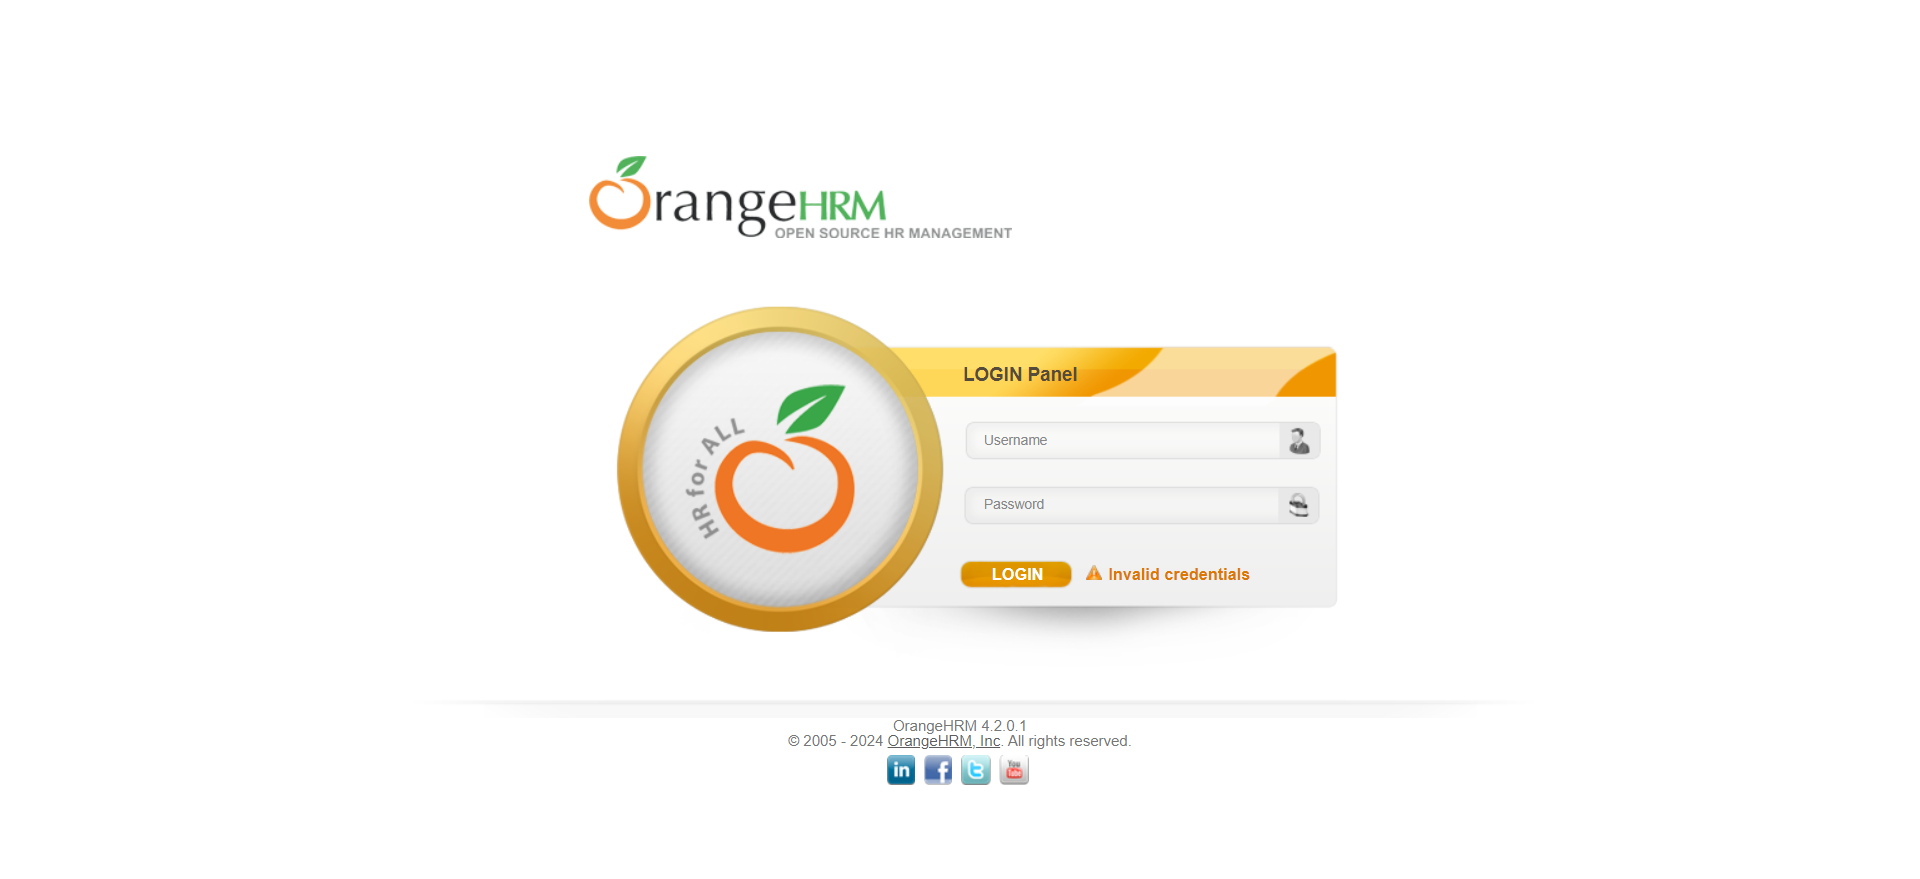 OrangeHRM
OPEN SOURCE HR MANAGEMENT
HR for ALL
LOGIN Panel
Username
Password
LOGIN
Invalid credentials
OrangeHRM 4.2.0.1
© 2005 - 2024 OrangeHRM, Inc. All rights reserved.
in f t You Tube